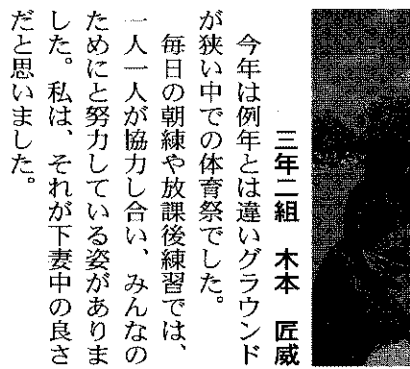 三年二組　木本　匠威
今年は例年とは違いグラウンド
が狭い中での体育祭でした。
毎日の朝練や放課後練習では、
一人一人が協力し合い、みんなの
ためにと努力している姿がありま
した。私は、それが下妻中の良さ
だと思いました。